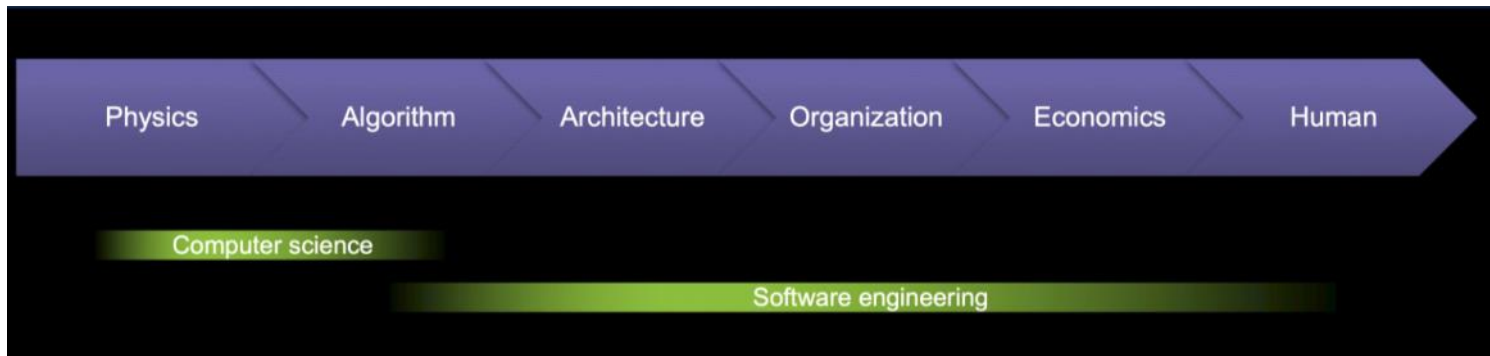 Physics Algorithm Architecture Organization Economics Human
Computer science
Software engineering